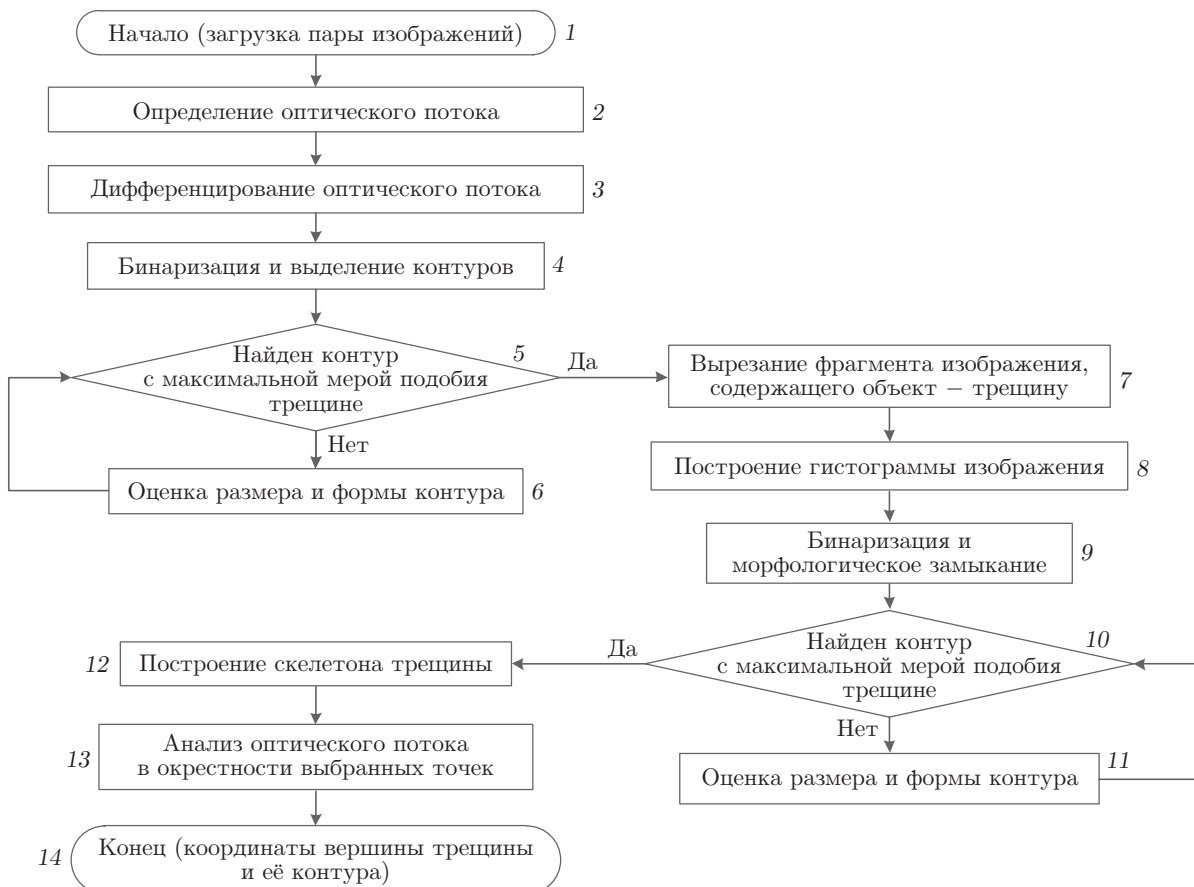 Начало (загрузка пары изображений) 1
Определение оптического потока 2
Дифференцирование оптического потока 3
Бинаризация и выделение контуров 4
Найден контур 5
с максимальной мерой подобия
трещине
Да
Нет
Оценка размера и формы контура 6
Вырезание фрагмента изображения,
содержащего объект − трещину 7
Построение гистограммы изображения 8
Бинаризация и
морфологическое замыкание 9
Найден контур 10
с максимальной мерой подобия
трещине
Да
Нет
Оценка размера и формы контура 11
12 Построение скелетона трещины
13 Анализ оптического потока
в окрестности выбранных точек
14 Конец (координаты вершины трещины
и её контура)